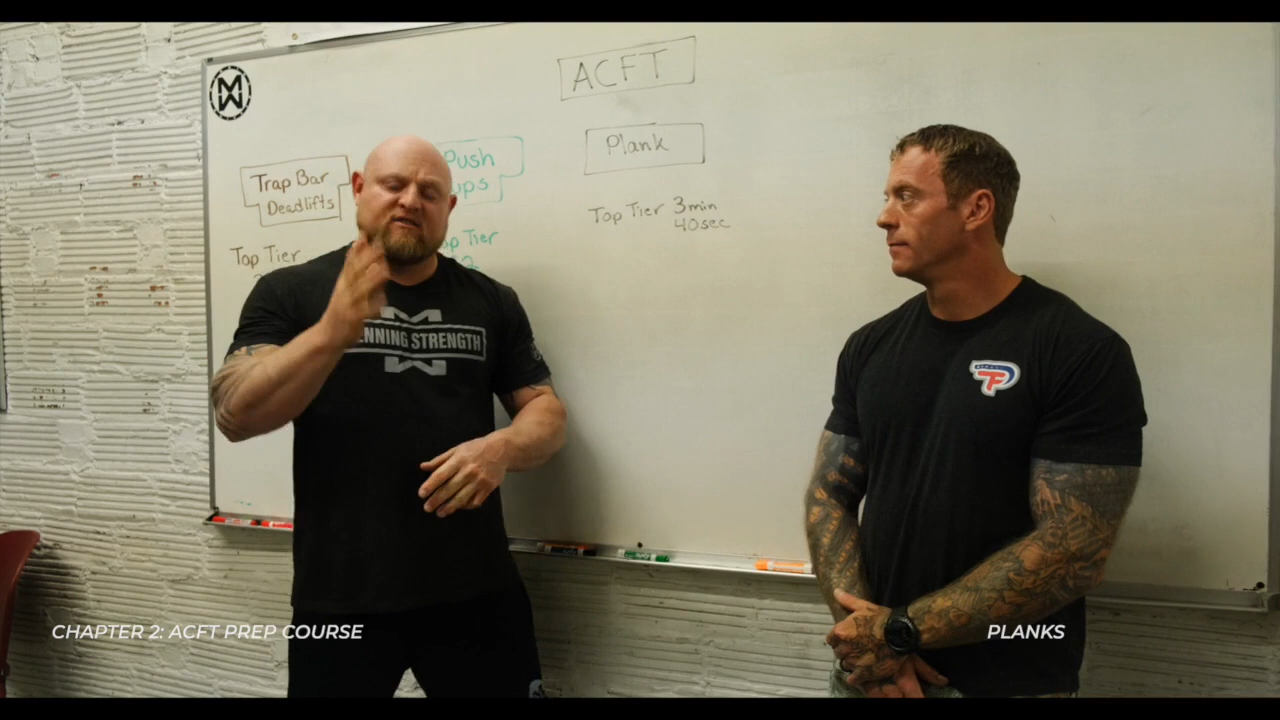 ACFT
Trap Bar
Deadlifts
Push
ups
Plank
Top Tier
Top Tier 3min
40sec
ENNING STRENGTH
CHAPTER 2: ACFT PREP COURSE
PLANKS